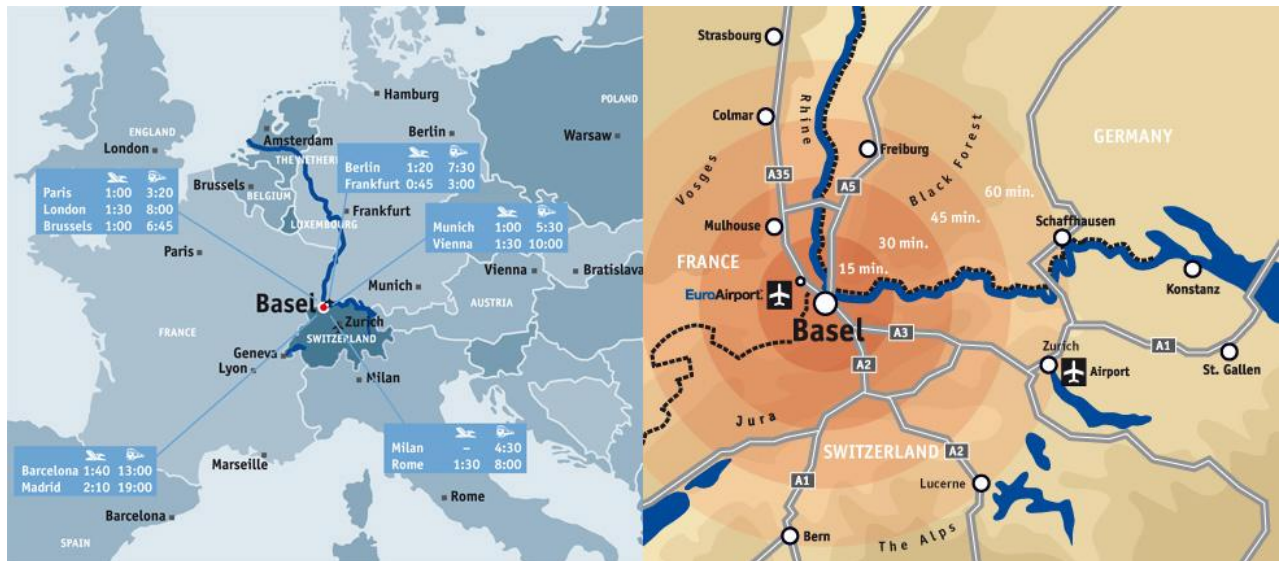 Hamburg
POLAND
ENGLAND
Amsterdam
Berlin
Warsaw
London
THE NETHER
Berlin 1:20 7:30
Frankfurt 0:45 3:00
Paris 1:00 3:20
London 1:30 8:00
Brussels 1:00 6:45
Brussels
BELGIUM
LUXEMBOURG
Frankfurt
Munich 1:00 5:30
Vienna 1:30 10:00
Paris
Vienna
Bratislava
Munich
AUSTRIA
Basel
Zurich
FRANCE
SWITZERLAND
Geneva
Lyon
Milan
Milan – 4:30
Rome 1:30 8:00
Marseille
Barcelona 1:40 13:00
Madrid 2:10 19:00
Rome
Barcelona
SPAIN
Strasbourg
Rhine
Colmar
GERMANY
Freiburg
Black Forest
Vosges
A35
A5
60 min.
45 min.
Mulhouse
Schaffhausen
30 min.
FRANCE
15 min.
Konstanz
EuroAirport
Basel
A3
A1
Zurich
A2
Airport
St. Gallen
Jura
SWITZERLAND
A2
A1
Lucerne
Bern
The Alps